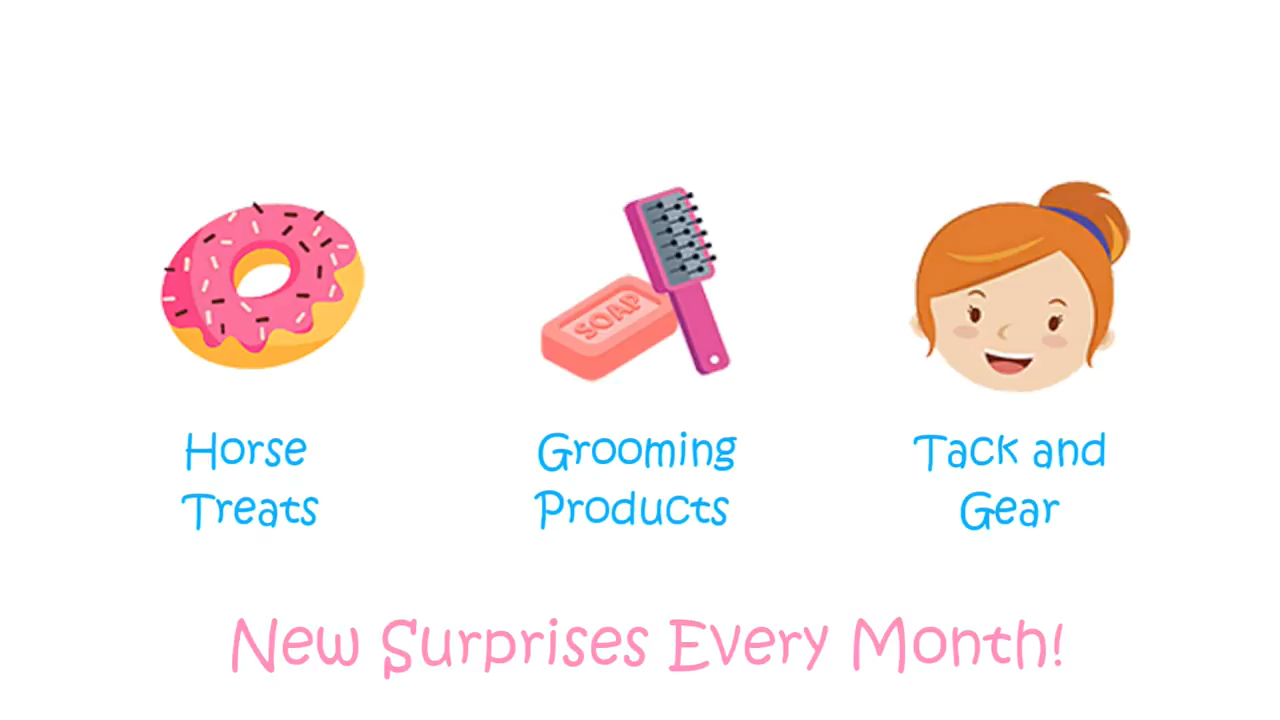 SOAP
Horse
Treats
Grooming
Products
Tack and
Gear
New Surprises Every Month!